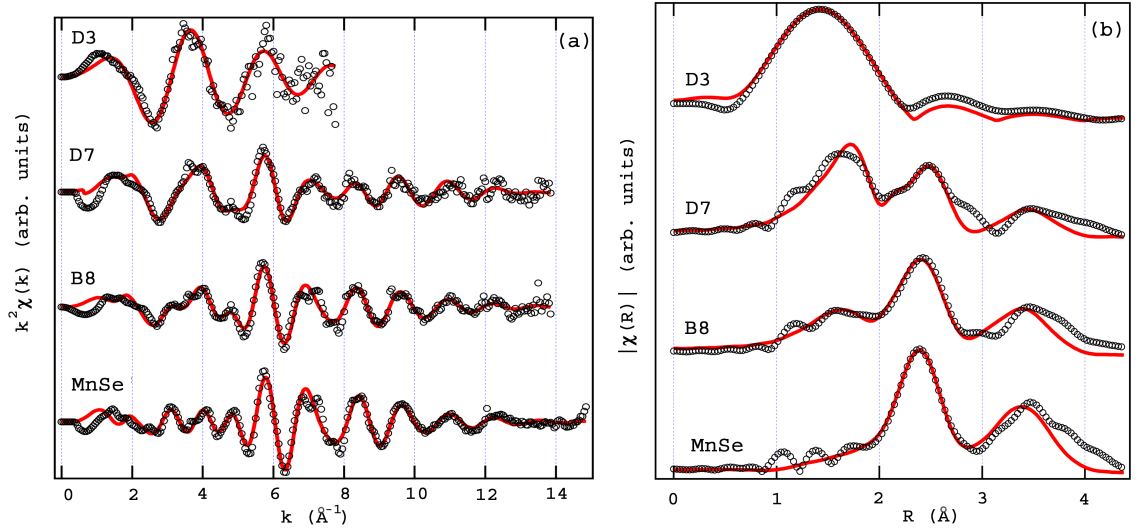 (a)
D3
D7
B8
MnSe
k²χ(k) (arb. units)
0 2 4 6 8 10 12 14
k (Å⁻¹)
(b)
D3
D7
B8
MnSe
|χ(R)| (arb. units)
0 1 2 3 4
R (Å)